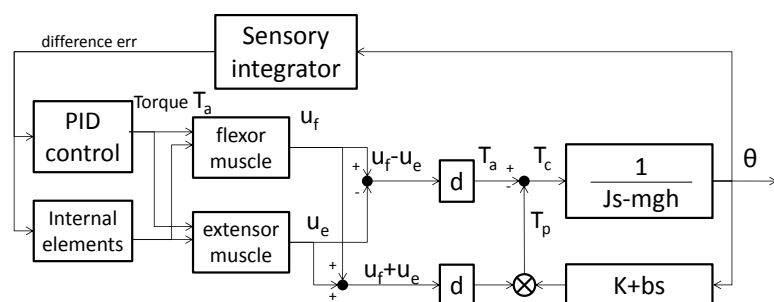 Sensory
integrator
difference err
PID
control
Torque T_a
flexor
muscle
u_f
Internal
elements
extensor
muscle
u_e
+
-
u_f-u_e
d
T_a
+
-
T_c
1
Js-mgh
θ
T_p
+
+
u_f+u_e
d
K+bs